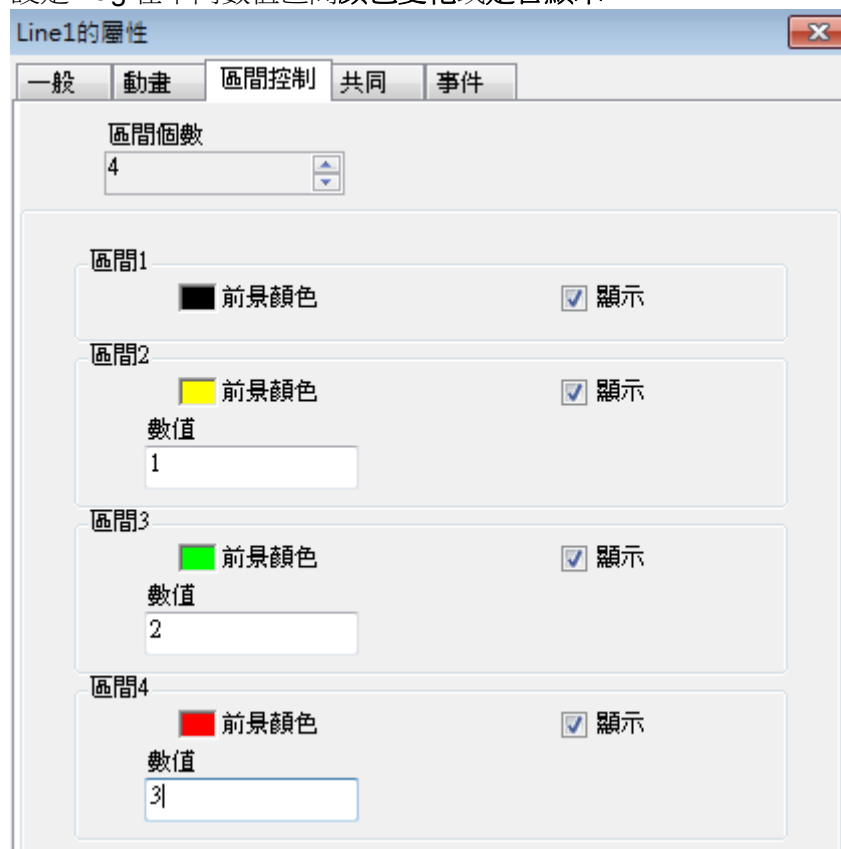 Line1的屬性
一般 動畫 區間控制 共同 事件
區間個數
4
區間1
前景顏色 顯示
區間2
前景顏色 顯示
數值
1
區間3
前景顏色 顯示
數值
2
區間4
前景顏色 顯示
數值
3